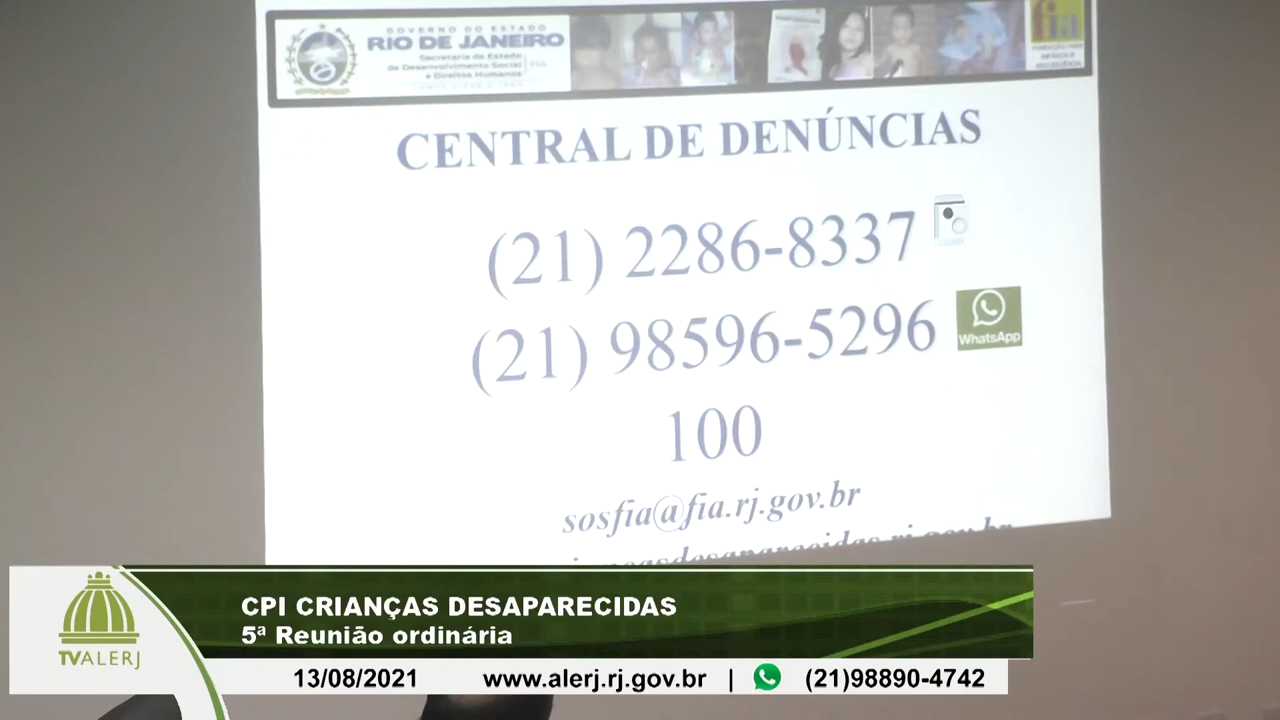 GOVERNO DO ESTADO
RIO DE JANEIRO
Secretaria de Estado
de Desenvolvimento Social
e Direitos Humanos
fia
CENTRAL DE DENÚNCIAS
(21) 2286-8337
(21) 98596-5296
WhatsApp
100
sosfia@fia.rj.gov.br
CPI CRIANÇAS DESAPARECIDAS
5ª Reunião ordinária
TVALERJ
13/08/2021 www.alerj.rj.gov.br | (21)98890-4742